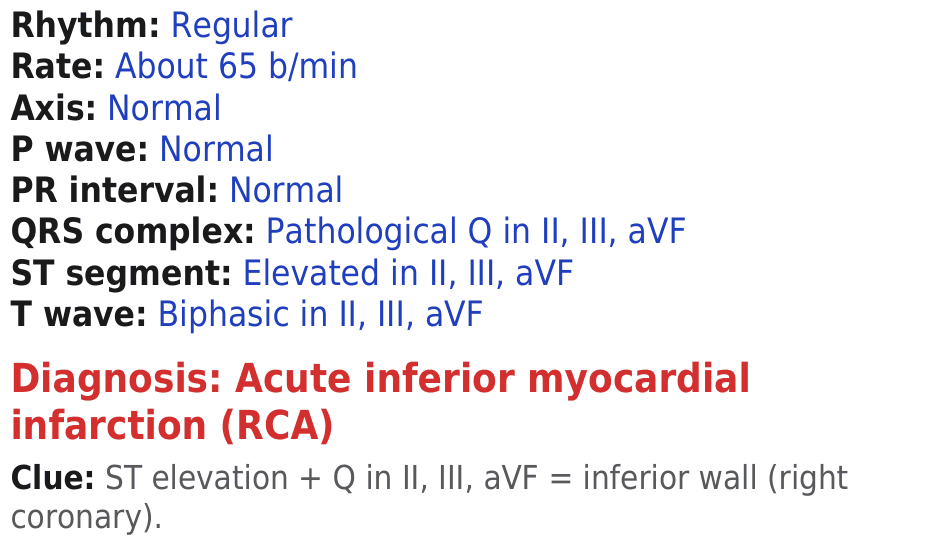 Rhythm: Regular
Rate: About 65 b/min
Axis: Normal
P wave: Normal
PR interval: Normal
QRS complex: Pathological Q in II, III, aVF
ST segment: Elevated in II, III, aVF
T wave: Biphasic in II, III, aVF
Diagnosis: Acute inferior myocardial
infarction (RCA)
Clue: ST elevation + Q in II, III, aVF = inferior wall (right
coronary).